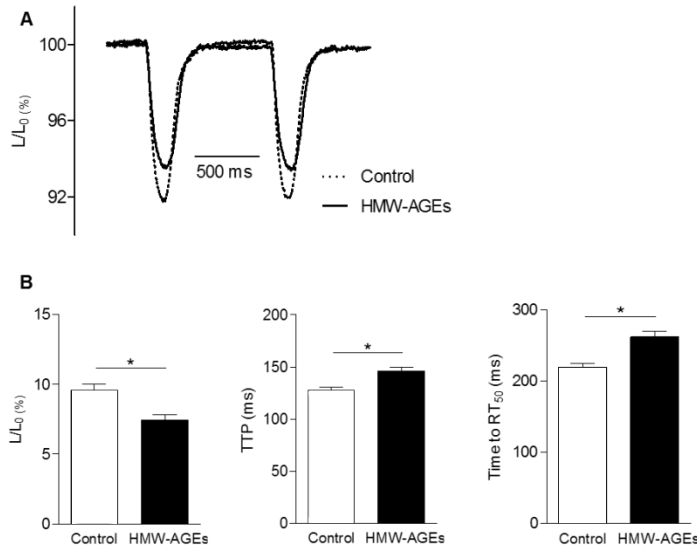 A
100
96
92
L/L0 (%)
500 ms
Control
HMW-AGEs
B
15
10
5
0
L/L0 (%)
*
Control HMW-AGEs
200
150
100
50
0
TTP (ms)
*
Control HMW-AGEs
300
200
100
0
Time to RT50 (ms)
*
Control HMW-AGEs